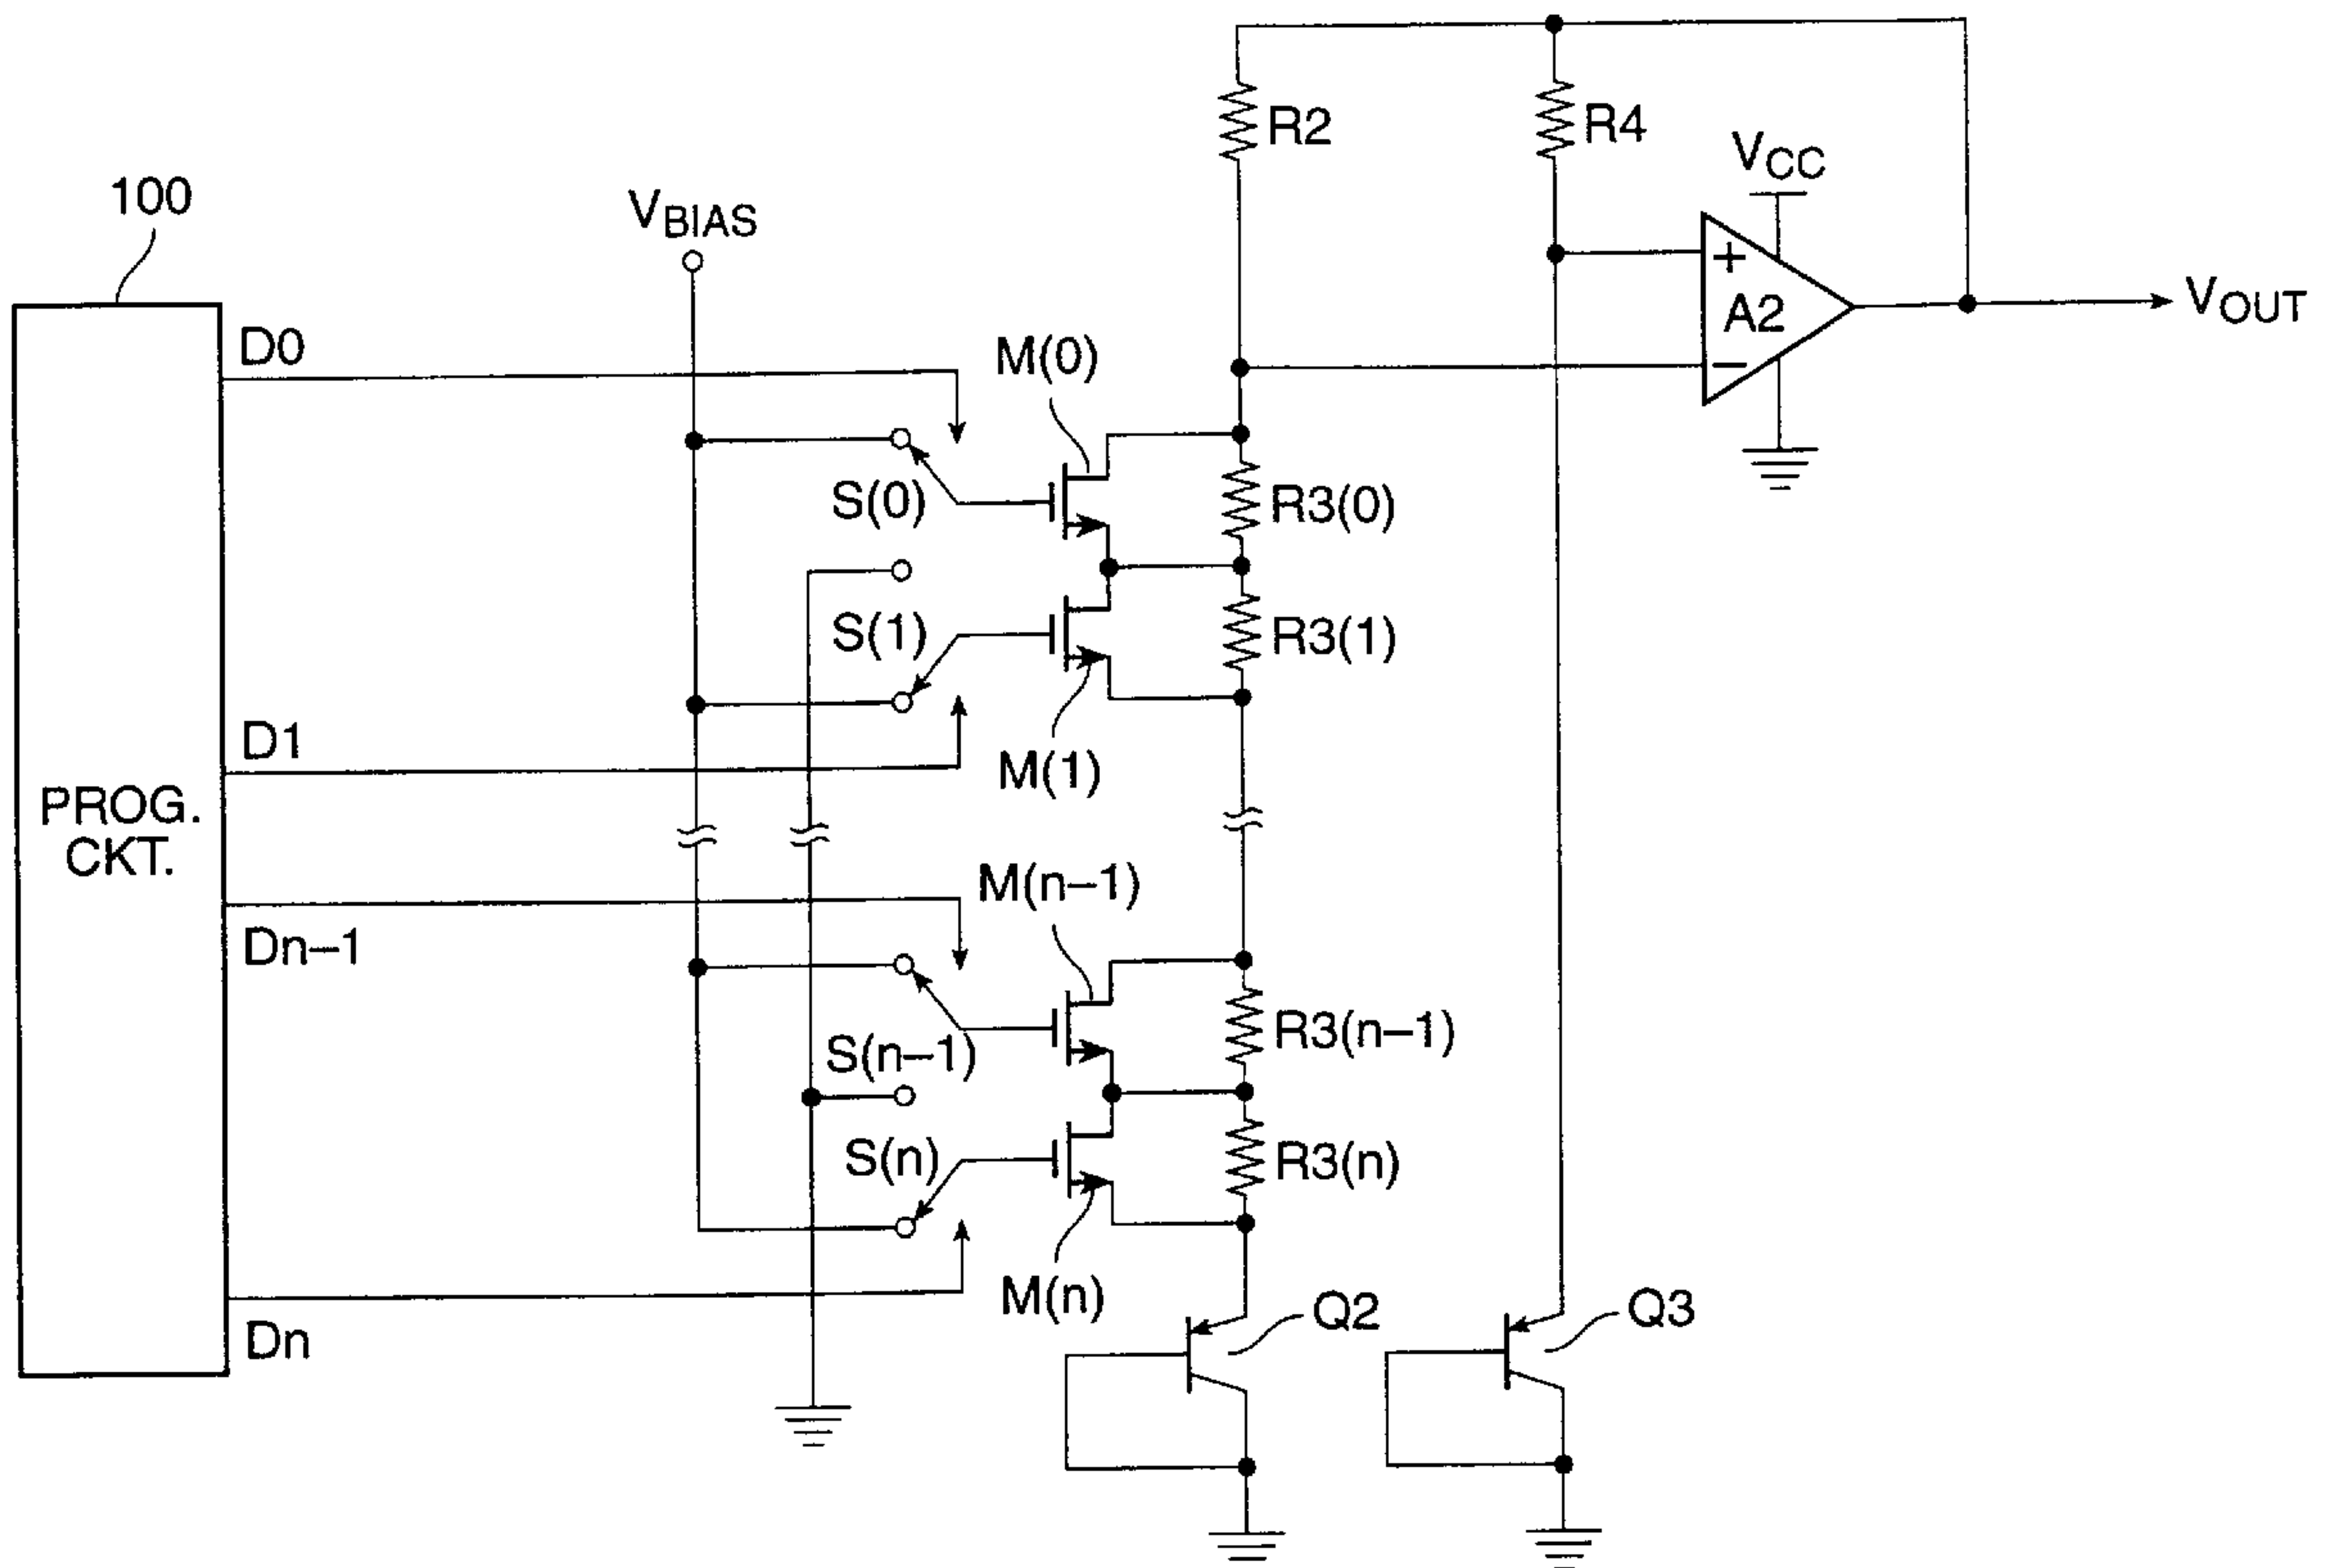 R2
R4
VCC
100
VBIAS
+
A2
−
VOUT
D0
M(0)
S(0)
R3(0)
S(1)
R3(1)
D1
M(1)
PROG.
CKT.
M(n−1)
Dn−1
R3(n−1)
S(n−1)
S(n)
R3(n)
M(n)
Q2
Q3
Dn